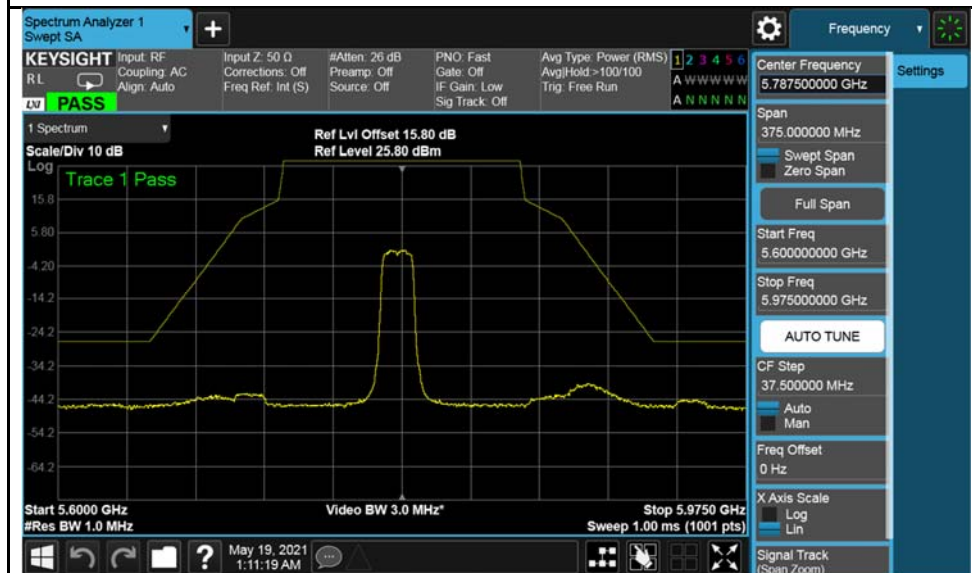 Spectrum Analyzer 1
Swept SA
+
Frequency
KEYSIGHT
RL
LXI
PASS
Input: RF
Coupling: AC
Align: Auto
Input Z: 50 Ω
Corrections: Off
Freq Ref: Int (S)
#Atten: 26 dB
Preamp: Off
Source: Off
PNO: Fast
Gate: Off
IF Gain: Low
Sig Track: Off
Avg Type: Power (RMS)
Avg|Hold:>100/100
Trig: Free Run
1 2 3 4 5 6
A W W W W W
A N N N N N
1 Spectrum
Scale/Div 10 dB
Ref Lvl Offset 15.80 dB
Ref Level 25.80 dBm
Log
Trace 1 Pass
15.8
5.80
-4.20
-14.2
-24.2
-34.2
-44.2
-54.2
-64.2
Start 5.6000 GHz
#Res BW 1.0 MHz
Video BW 3.0 MHz*
Stop 5.9750 GHz
Sweep 1.00 ms (1001 pts)
Center Frequency
5.787500000 GHz
Settings
Span
375.000000 MHz
Swept Span
Zero Span
Full Span
Start Freq
5.600000000 GHz
Stop Freq
5.975000000 GHz
AUTO TUNE
CF Step
37.500000 MHz
Auto
Man
Freq Offset
0 Hz
X Axis Scale
Log
Lin
Signal Track
(Span Zoom)
?
May 19, 2021
1:11:19 AM